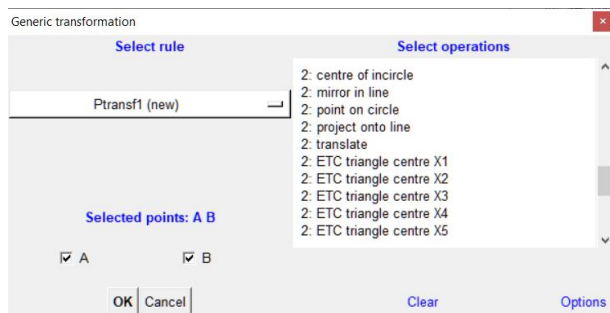 Generic transformation
Select rule
Ptransf1 (new)
Selected points: A B
A
B
OK
Cancel
Select operations
2: centre of incircle
2: mirror in line
2: point on circle
2: project onto line
2: translate
2: ETC triangle centre X1
2: ETC triangle centre X2
2: ETC triangle centre X3
2: ETC triangle centre X4
2: ETC triangle centre X5
Clear
Options